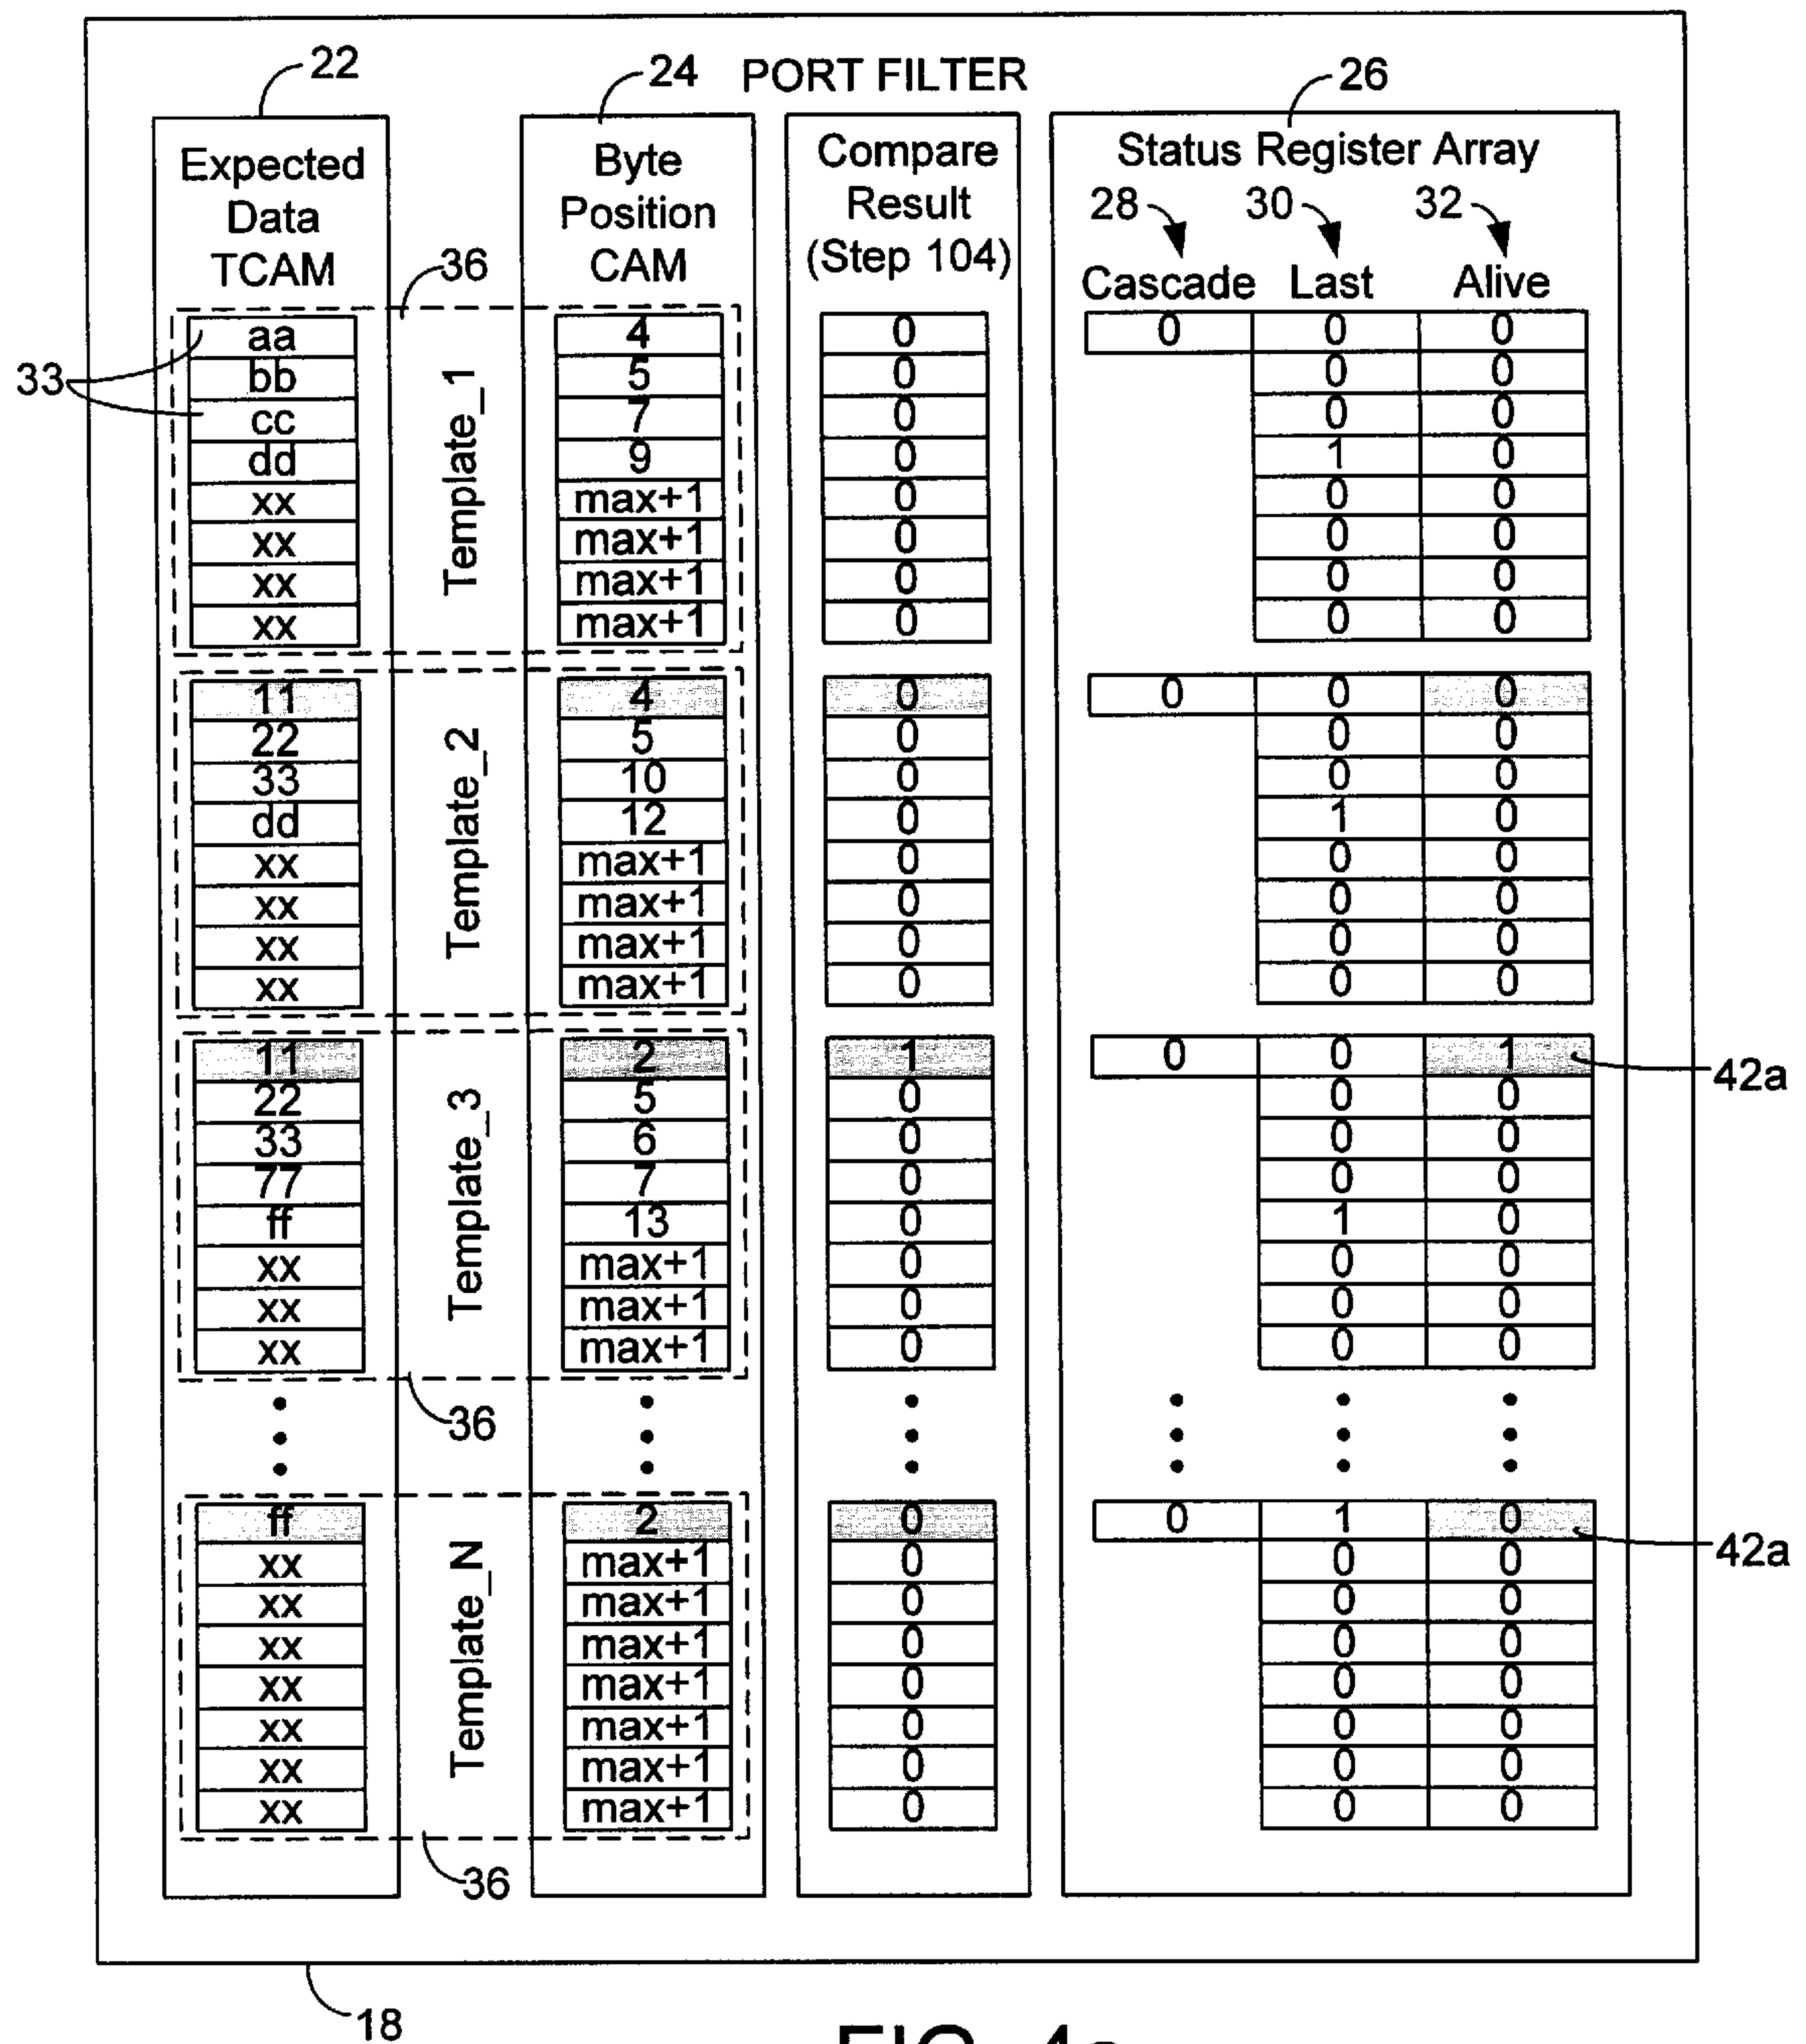 22
24
PORT FILTER
26
Expected
Data
TCAM
Byte
Position
CAM
Compare
Result
(Step 104)
Status Register Array
28
30
32
Cascade Last Alive
36
33
Template_1
aa 4 0 0 0 0
bb 5 0 0 0
cc 7 0 0 0
dd 9 0 1 0
xx max+1 0 0 0
xx max+1 0 0 0
xx max+1 0 0 0
xx max+1 0 0 0
Template_2
11 4 0 0 0 0
22 5 0 0 0
33 10 0 0 0
dd 12 0 1 0
xx max+1 0 0 0
xx max+1 0 0 0
xx max+1 0 0 0
xx max+1 0 0 0
Template_3
11 2 1 0 0 1
42a
22 5 0 0 0
33 6 0 0 0
77 7 0 0 0
ff 13 0 1 0
xx max+1 0 0 0
xx max+1 0 0 0
xx max+1 0 0 0
36
Template_N
ff 2 0 0 1 0
42a
xx max+1 0 0 0
xx max+1 0 0 0
xx max+1 0 0 0
xx max+1 0 0 0
xx max+1 0 0 0
xx max+1 0 0 0
xx max+1 0 0 0
36
18